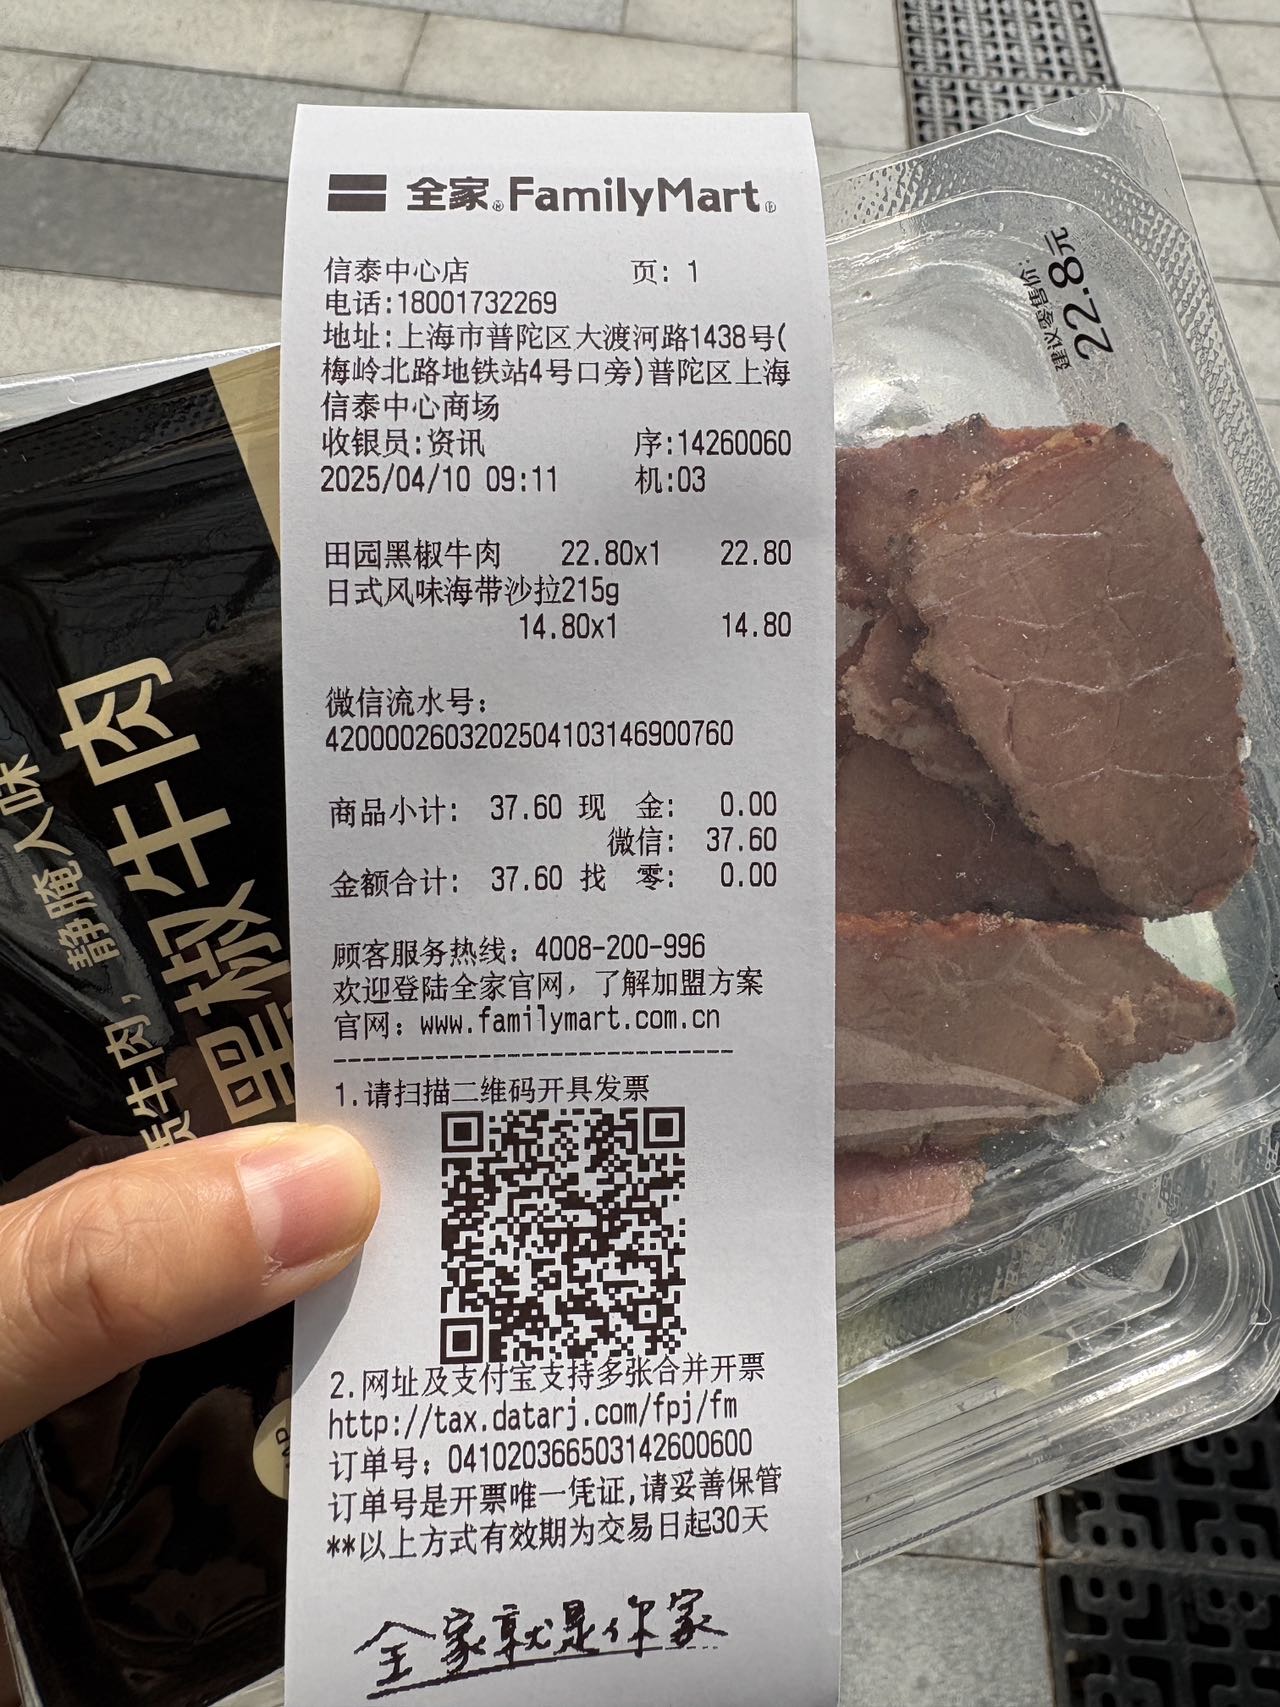 全家®FamilyMart®
信泰中心店 页: 1
电话:18001732269
地址:上海市普陀区大渡河路1438号(
梅岭北路地铁站4号口旁)普陀区上海
信泰中心商场
收银员:资讯 序:14260060
2025/04/10 09:11 机:03
田园黑椒牛肉 22.80x1 22.80
日式风味海带沙拉215g
14.80x1 14.80
微信流水号:
4200002603202504103146900760
商品小计: 37.60 现 金: 0.00
微信: 37.60
金额合计: 37.60 找 零: 0.00
顾客服务热线: 4008-200-996
欢迎登陆全家官网, 了解加盟方案
官网: www.familymart.com.cn
-----------------------------
1.请扫描二维码开具发票
2.网址及支付宝支持多张合并开票
http://tax.datarj.com/fpj/fm
订单号: 04102036650314260​0600
订单号是开票唯一凭证,请妥善保管
**以上方式有效期为交易日起30天
全家就是你家
建议零售价:
22.8元
黑椒牛肉
牛肉, 静腌入味